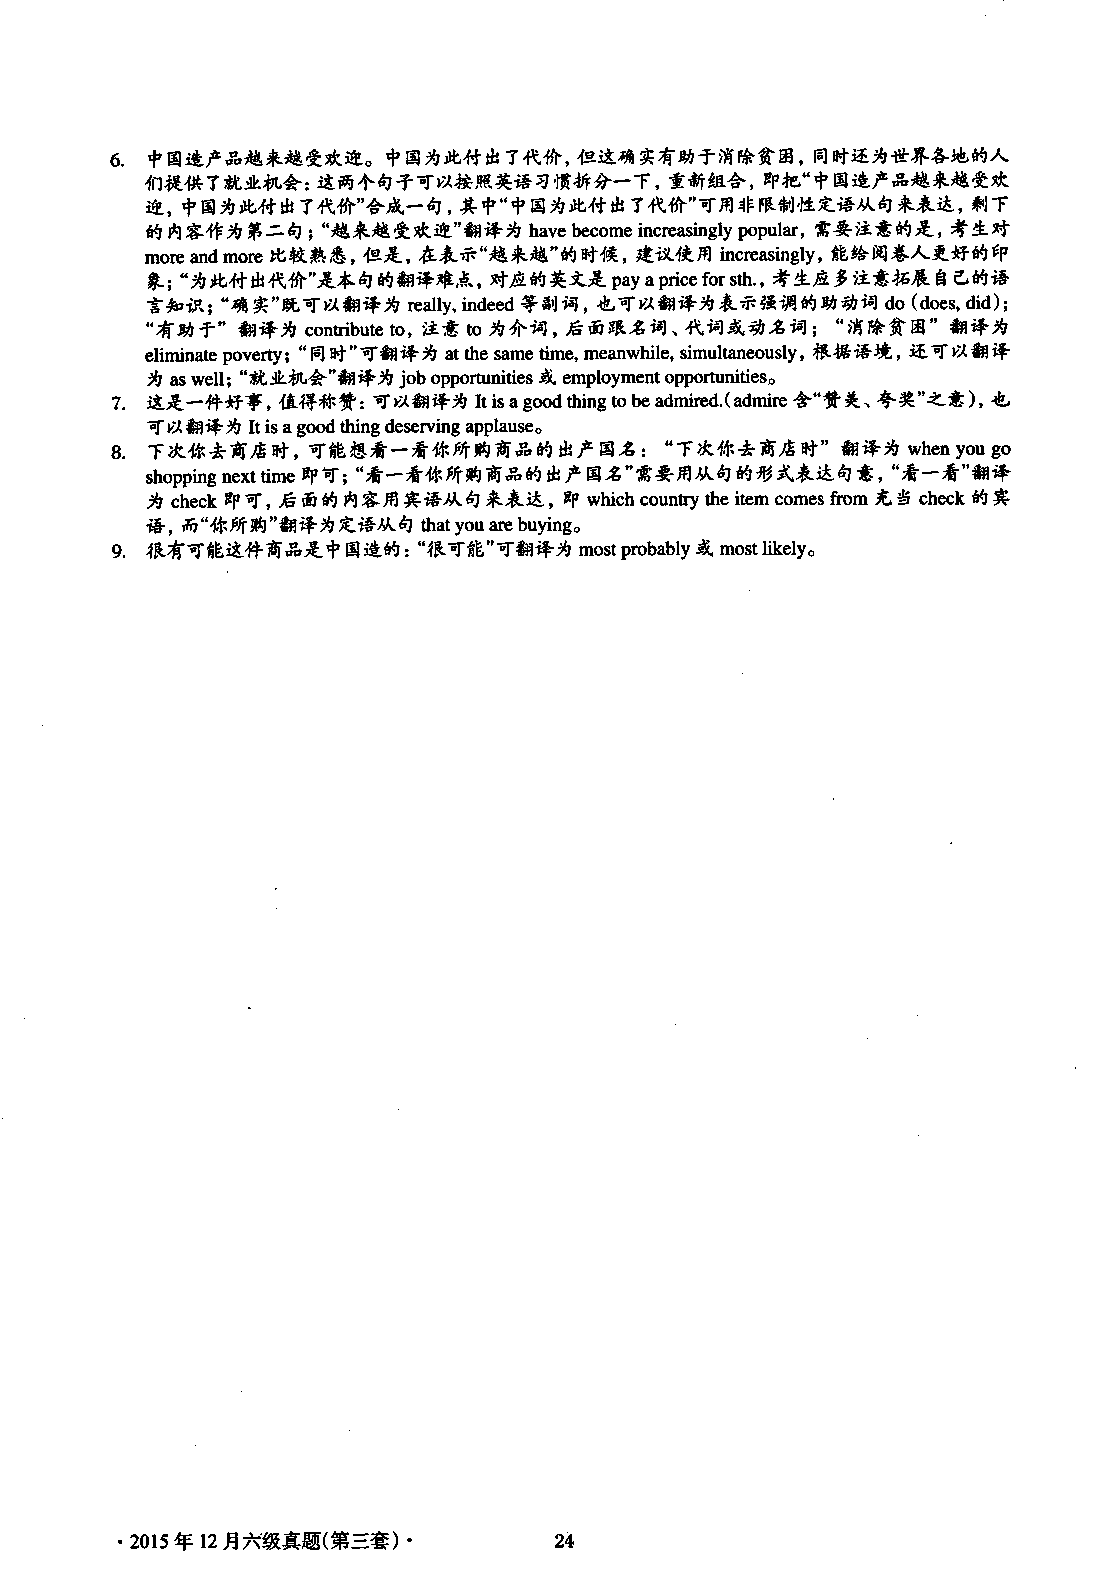 6. 中国造产品越来越受欢迎。中国为此付出了代价，但这确实有助于消除贫困，同时还为世界各地的人
们提供了就业机会：这两个句子可以按照英语习惯拆分一下，重新组合，即把“中国造产品越来越受欢
迎，中国为此付出了代价”合成一句，其中“中国为此付出了代价”可用非限制性定语从句来表达，剩下
的内容作为第二句；“越来越受欢迎”翻译为 have become increasingly popular，需要注意的是，考生对
more and more 比较熟悉，但是，在表示“越来越”的时候，建议使用 increasingly，能给阅卷人更好的印
象；“为此付出代价”是本句的翻译难点，对应的英文是 pay a price for sth.，考生应多注意拓展自己的语
言知识；“确实”既可以翻译为 really, indeed 等副词，也可以翻译为表示强调的助动词 do (does, did)；
“有助于” 翻译为 contribute to，注意 to 为介词，后面跟名词、代词或动名词； “消除贫困” 翻译为
eliminate poverty；“同时”可翻译为 at the same time, meanwhile, simultaneously，根据语境，还可以翻译
为 as well；“就业机会”翻译为 job opportunities 或 employment opportunities。
7. 这是一件好事，值得称赞：可以翻译为 It is a good thing to be admired.(admire 含“赞美、夸奖”之意)，也
可以翻译为 It is a good thing deserving applause。
8. 下次你去商店时，可能想看一看你所购商品的出产国名： “下次你去商店时” 翻译为 when you go
shopping next time 即可；“看一看你所购商品的出产国名”需要用从句的形式表达句意，“看一看”翻译
为 check 即可，后面的内容用宾语从句来表达，即 which country the item comes from 充当 check 的宾
语，而“你所购”翻译为定语从句 that you are buying。
9. 很有可能这件商品是中国造的：“很可能”可翻译为 most probably 或 most likely。
·2015 年 12 月六级真题(第三套)· 24